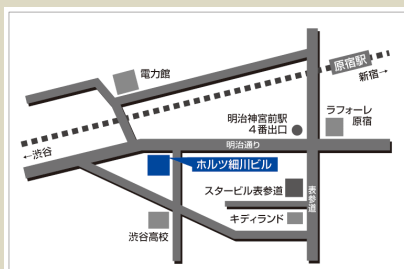 原宿駅
新宿→
電力館
ラフォーレ
原宿
明治神宮前駅
4番出口
明治通り
←渋谷
ホルツ細川ビル
スタービル表参道
表参道
キディランド
渋谷高校